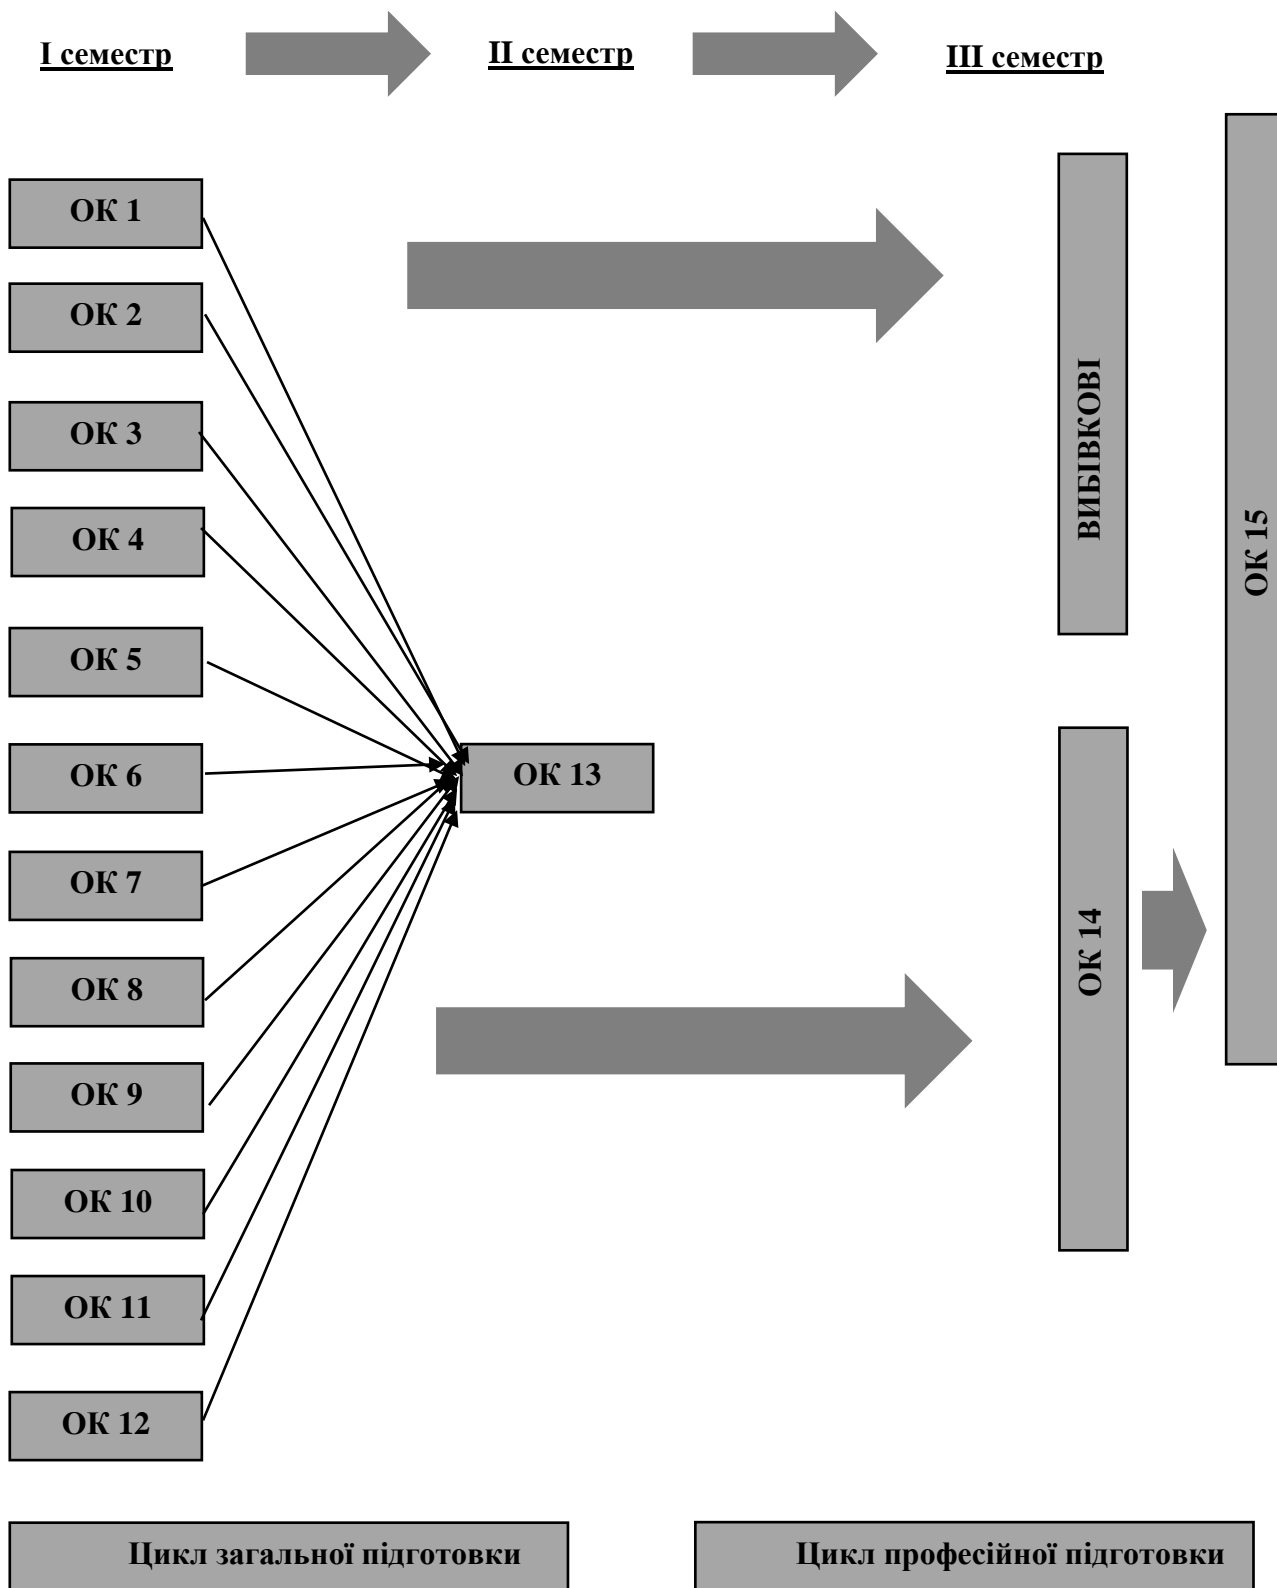 І семестр
ІІ семестр
ІІІ семестр
ОК 1
ОК 2
ОК 3
ОК 4
ОК 5
ОК 6
ОК 7
ОК 8
ОК 9
ОК 10
ОК 11
ОК 12
ОК 13
ВИБІВКОВІ
ОК 14
ОК 15
Цикл загальної підготовки
Цикл професійної підготовки